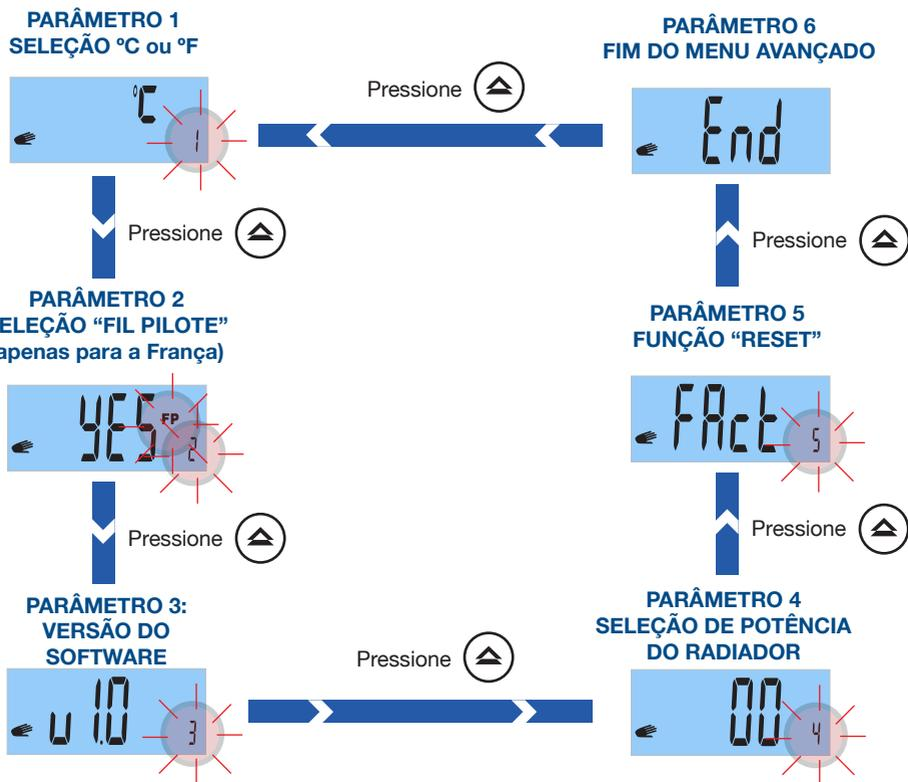 PARÂMETRO 1
SELEÇÃO ºC ou ºF
°C
1
Pressione
PARÂMETRO 6
FIM DO MENU AVANÇADO
End
Pressione
Pressione
PARÂMETRO 2
ELEÇÃO “FIL PILOTE”
apenas para a França)
YES FP
2
PARÂMETRO 5
FUNÇÃO “RESET”
FAct
5
Pressione
Pressione
PARÂMETRO 3:
VERSÃO DO
SOFTWARE
v1.0
3
Pressione
PARÂMETRO 4
SELEÇÃO DE POTÊNCIA
DO RADIADOR
00
4